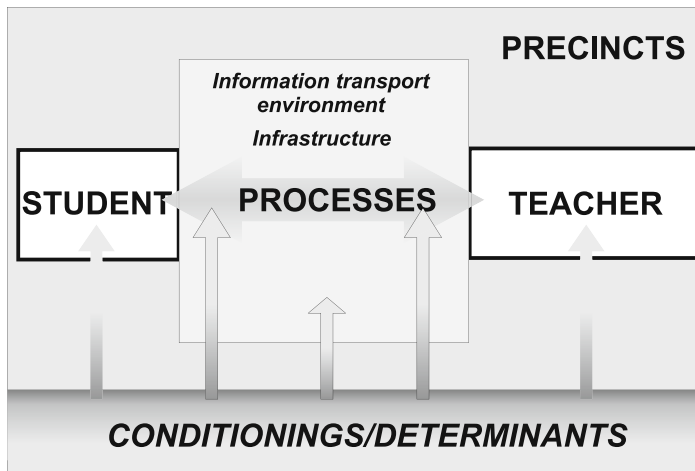 PRECINCTS
Information transport
environment
Infrastructure
STUDENT
PROCESSES
TEACHER
CONDITIONINGS/DETERMINANTS